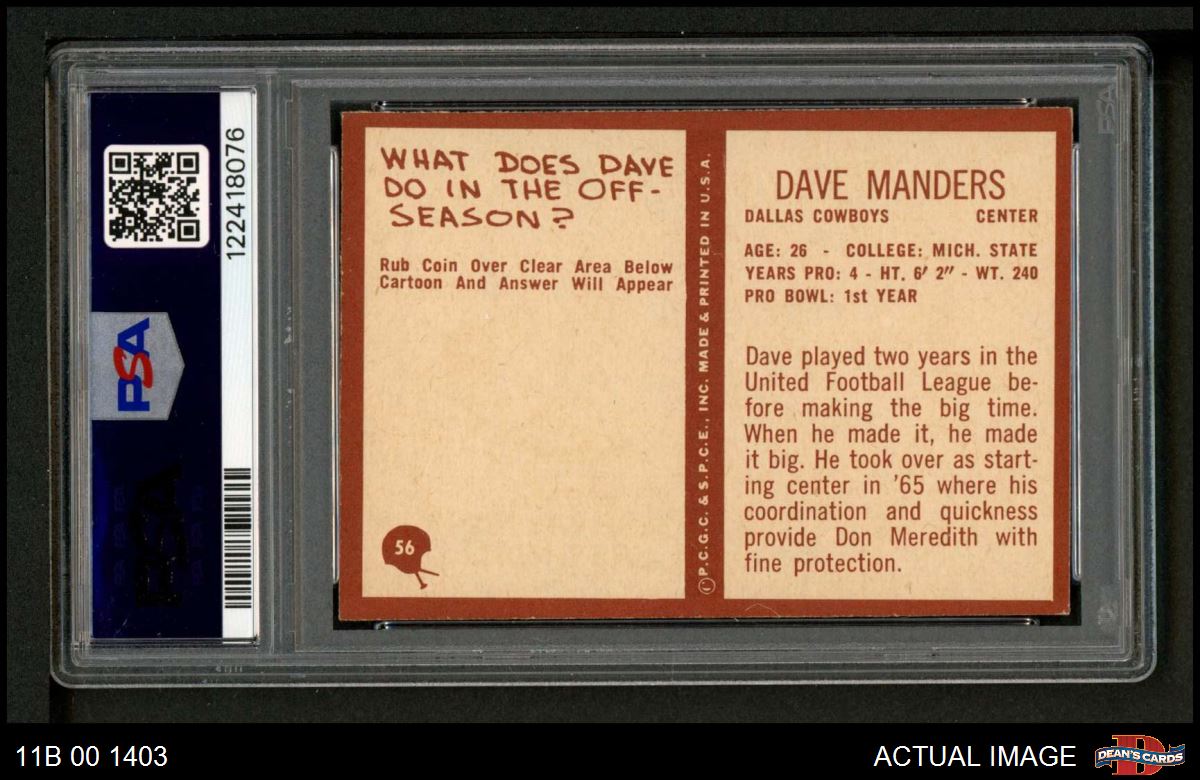 122418076
PSA
WHAT DOES DAVE
DO IN THE OFF-
SEASON?
Rub Coin Over Clear Area Below
Cartoon And Answer Will Appear
56
© P.C.G.C. & S.P.C.E., INC. MADE & PRINTED IN U.S.A.
DAVE MANDERS
DALLAS COWBOYS CENTER
AGE: 26 - COLLEGE: MICH. STATE
YEARS PRO: 4 - HT. 6' 2" - WT. 240
PRO BOWL: 1st YEAR
Dave played two years in the
United Football League be-
fore making the big time.
When he made it, he made
it big. He took over as start-
ing center in '65 where his
coordination and quickness
provide Don Meredith with
fine protection.
PSA
PSA
11B 00 1403
ACTUAL IMAGE
DEAN'S CARDS